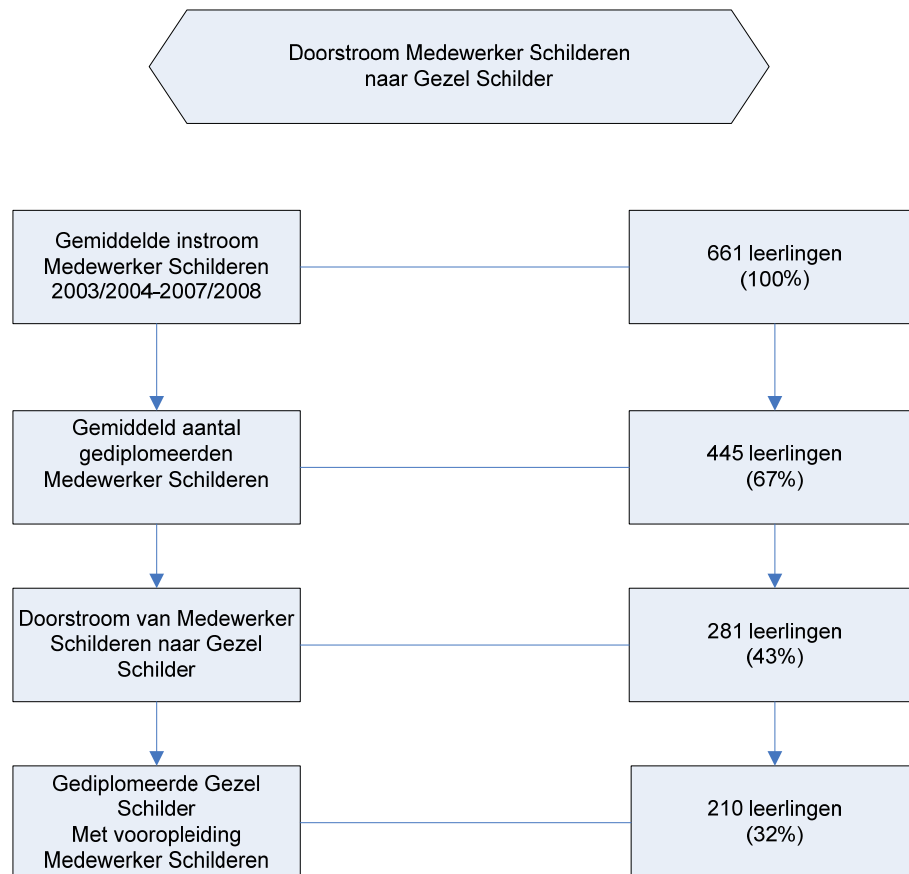 Doorstroom Medewerker Schilderen
naar Gezel Schilder
Gemiddelde instroom
Medewerker Schilderen
2003/2004-2007/2008
661 leerlingen
(100%)
Gemiddeld aantal
gediplomeerden
Medewerker Schilderen
445 leerlingen
(67%)
Doorstroom van Medewerker
Schilderen naar Gezel
Schilder
281 leerlingen
(43%)
Gediplomeerde Gezel
Schilder
Met vooropleiding
Medewerker Schilderen
210 leerlingen
(32%)